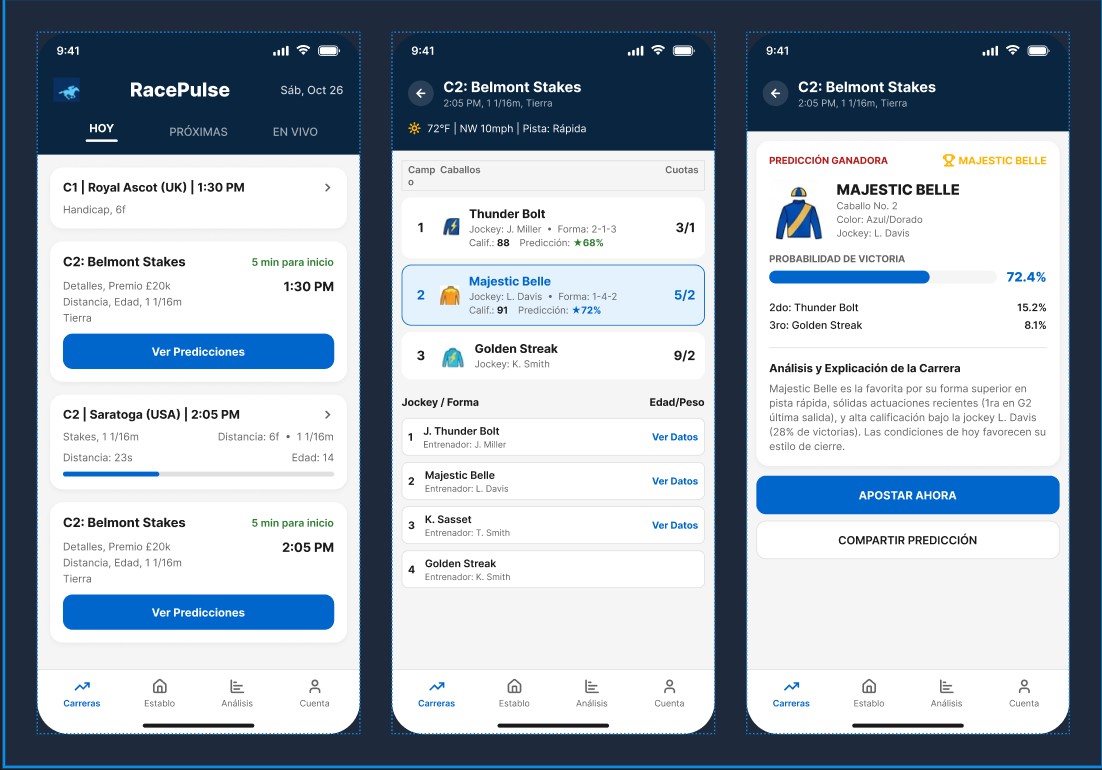 9:41
RacePulse
Sáb, Oct 26
HOY
PRÓXIMAS
EN VIVO
C1 | Royal Ascot (UK) | 1:30 PM
Handicap, 6f
C2: Belmont Stakes
5 min para inicio
Detalles, Premio £20k
1:30 PM
Distancia, Edad, 1 1/16m
Tierra
Ver Predicciones
C2 | Saratoga (USA) | 2:05 PM
Stakes, 1 1/16m
Distancia: 6f • 1 1/16m
Distancia: 23s
Edad: 14
C2: Belmont Stakes
5 min para inicio
Detalles, Premio £20k
2:05 PM
Distancia, Edad, 1 1/16m
Tierra
Ver Predicciones
Carreras
Establo
Análisis
Cuenta
9:41
C2: Belmont Stakes
2:05 PM, 1 1/16m, Tierra
72°F | NW 10mph | Pista: Rápida
Camp
o
Caballos
Cuotas
1
Thunder Bolt
Jockey: J. Miller • Forma: 2-1-3
Calif.: 88 Predicción: ★68%
3/1
2
Majestic Belle
Jockey: L. Davis • Forma: 1-4-2
Calif.: 91 Predicción: ★72%
5/2
3
Golden Streak
Jockey: K. Smith
9/2
Jockey / Forma
Edad/Peso
1
J. Thunder Bolt
Entrenador: J. Miller
Ver Datos
2
Majestic Belle
Entrenador: L. Davis
Ver Datos
3
K. Sasset
Entrenador: T. Smith
Ver Datos
4
Golden Streak
Entrenador: K. Smith
Carreras
Establo
Análisis
Cuenta
9:41
C2: Belmont Stakes
2:05 PM, 1 1/16m, Tierra
PREDICCIÓN GANADORA
MAJESTIC BELLE
MAJESTIC BELLE
Caballo No. 2
Color: Azul/Dorado
Jockey: L. Davis
PROBABILIDAD DE VICTORIA
72.4%
2do: Thunder Bolt
15.2%
3ro: Golden Streak
8.1%
Análisis y Explicación de la Carrera
Majestic Belle es la favorita por su forma superior en
pista rápida, sólidas actuaciones recientes (1ra en G2
última salida), y alta calificación bajo la jockey L. Davis
(28% de victorias). Las condiciones de hoy favorecen su
estilo de cierre.
APOSTAR AHORA
COMPARTIR PREDICCIÓN
Carreras
Establo
Análisis
Cuenta